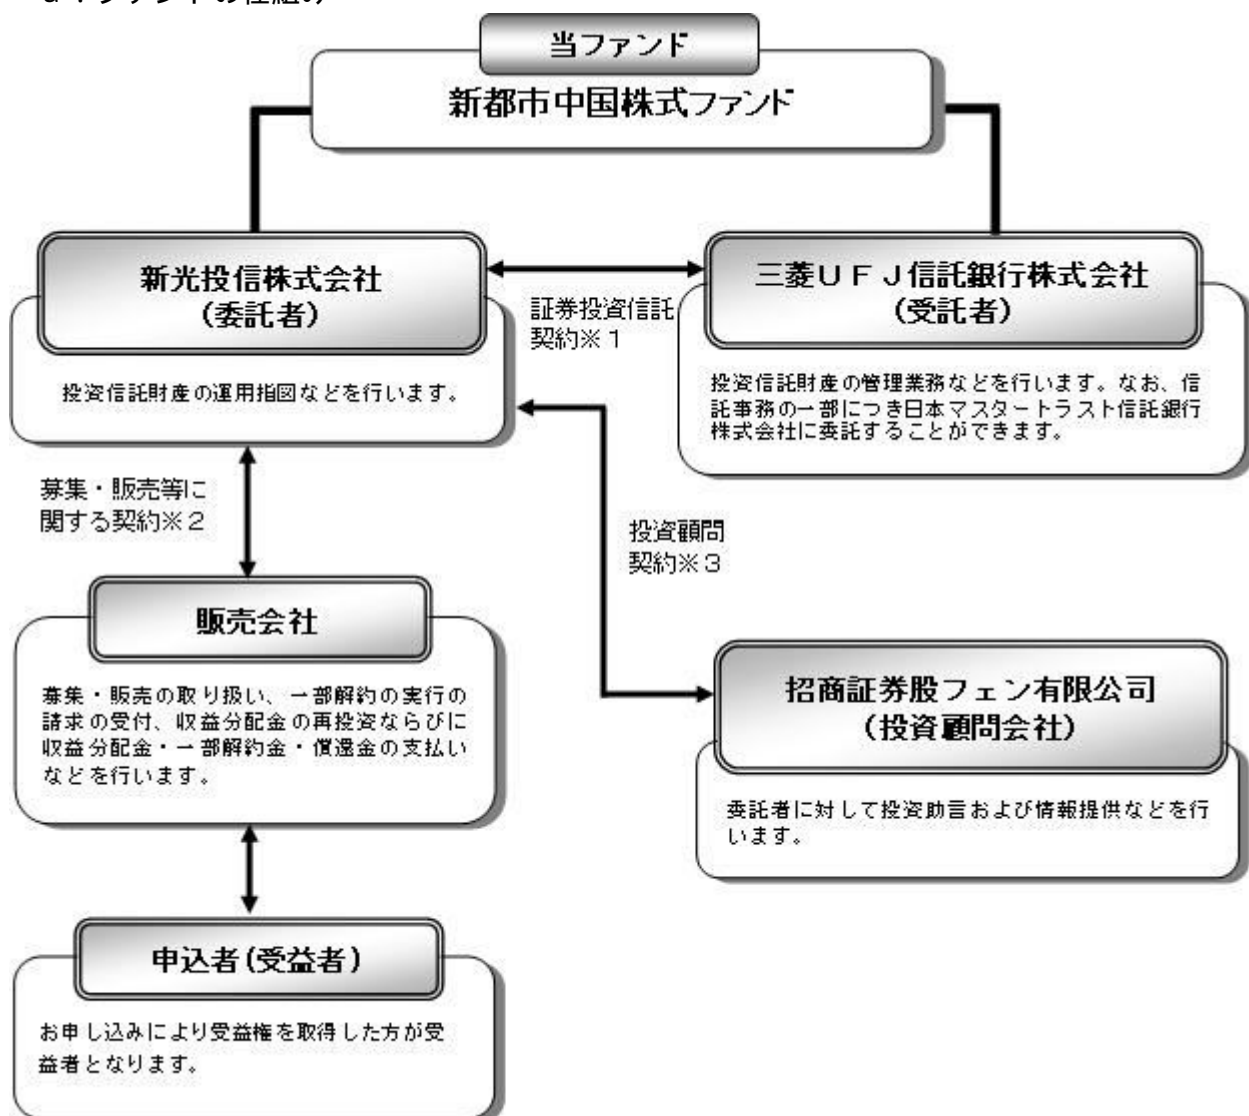 ファンドの仕組み
当ファンド
新都市中国株式ファンド
新光投信株式会社
(委託者)
投資信託財産の運用指図などを行います。
証券投資信託
契約※1
三菱UFJ信託銀行株式会社
(受託者)
投資信託財産の管理業務などを行います。なお、信
託事務の一部につき日本マスタートラスト信託銀行
株式会社に委託することができます。
募集・販売等に
関する契約※2
投資顧問
契約※3
販売会社
募集・販売の取り扱い、一部解約の実行の
請求の受付、収益分配金の再投資ならびに
収益分配金・一部解約金・償還金の支払い
などを行います。
招商証券股フェン有限公司
(投資顧問会社)
委託者に対して投資助言および情報提供などを行
います。
申込者(受益者)
お申し込みにより受益権を取得した方が受
益者となります。